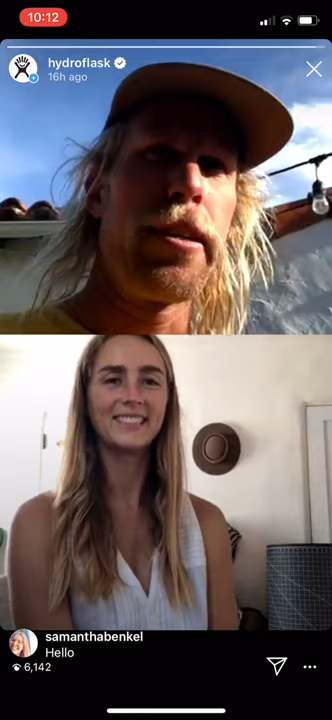 10:12
hydroflask
16h ago
samanthabenkel
Hello
6,142